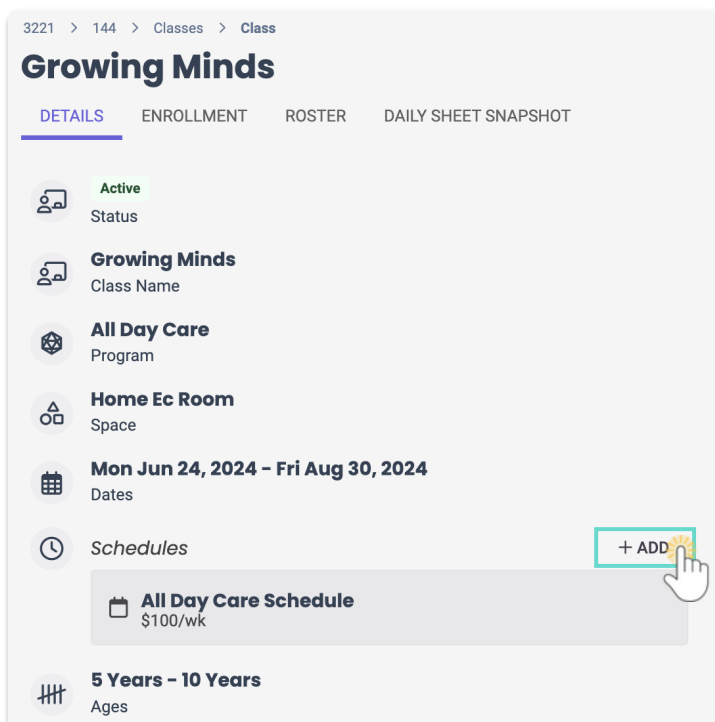 3221 > 144 > Classes > Class
Growing Minds
DETAILS ENROLLMENT ROSTER DAILY SHEET SNAPSHOT
Active
Status
Growing Minds
Class Name
All Day Care
Program
Home Ec Room
Space
Mon Jun 24, 2024 – Fri Aug 30, 2024
Dates
Schedules + ADD
All Day Care Schedule
$100/wk
5 Years – 10 Years
Ages